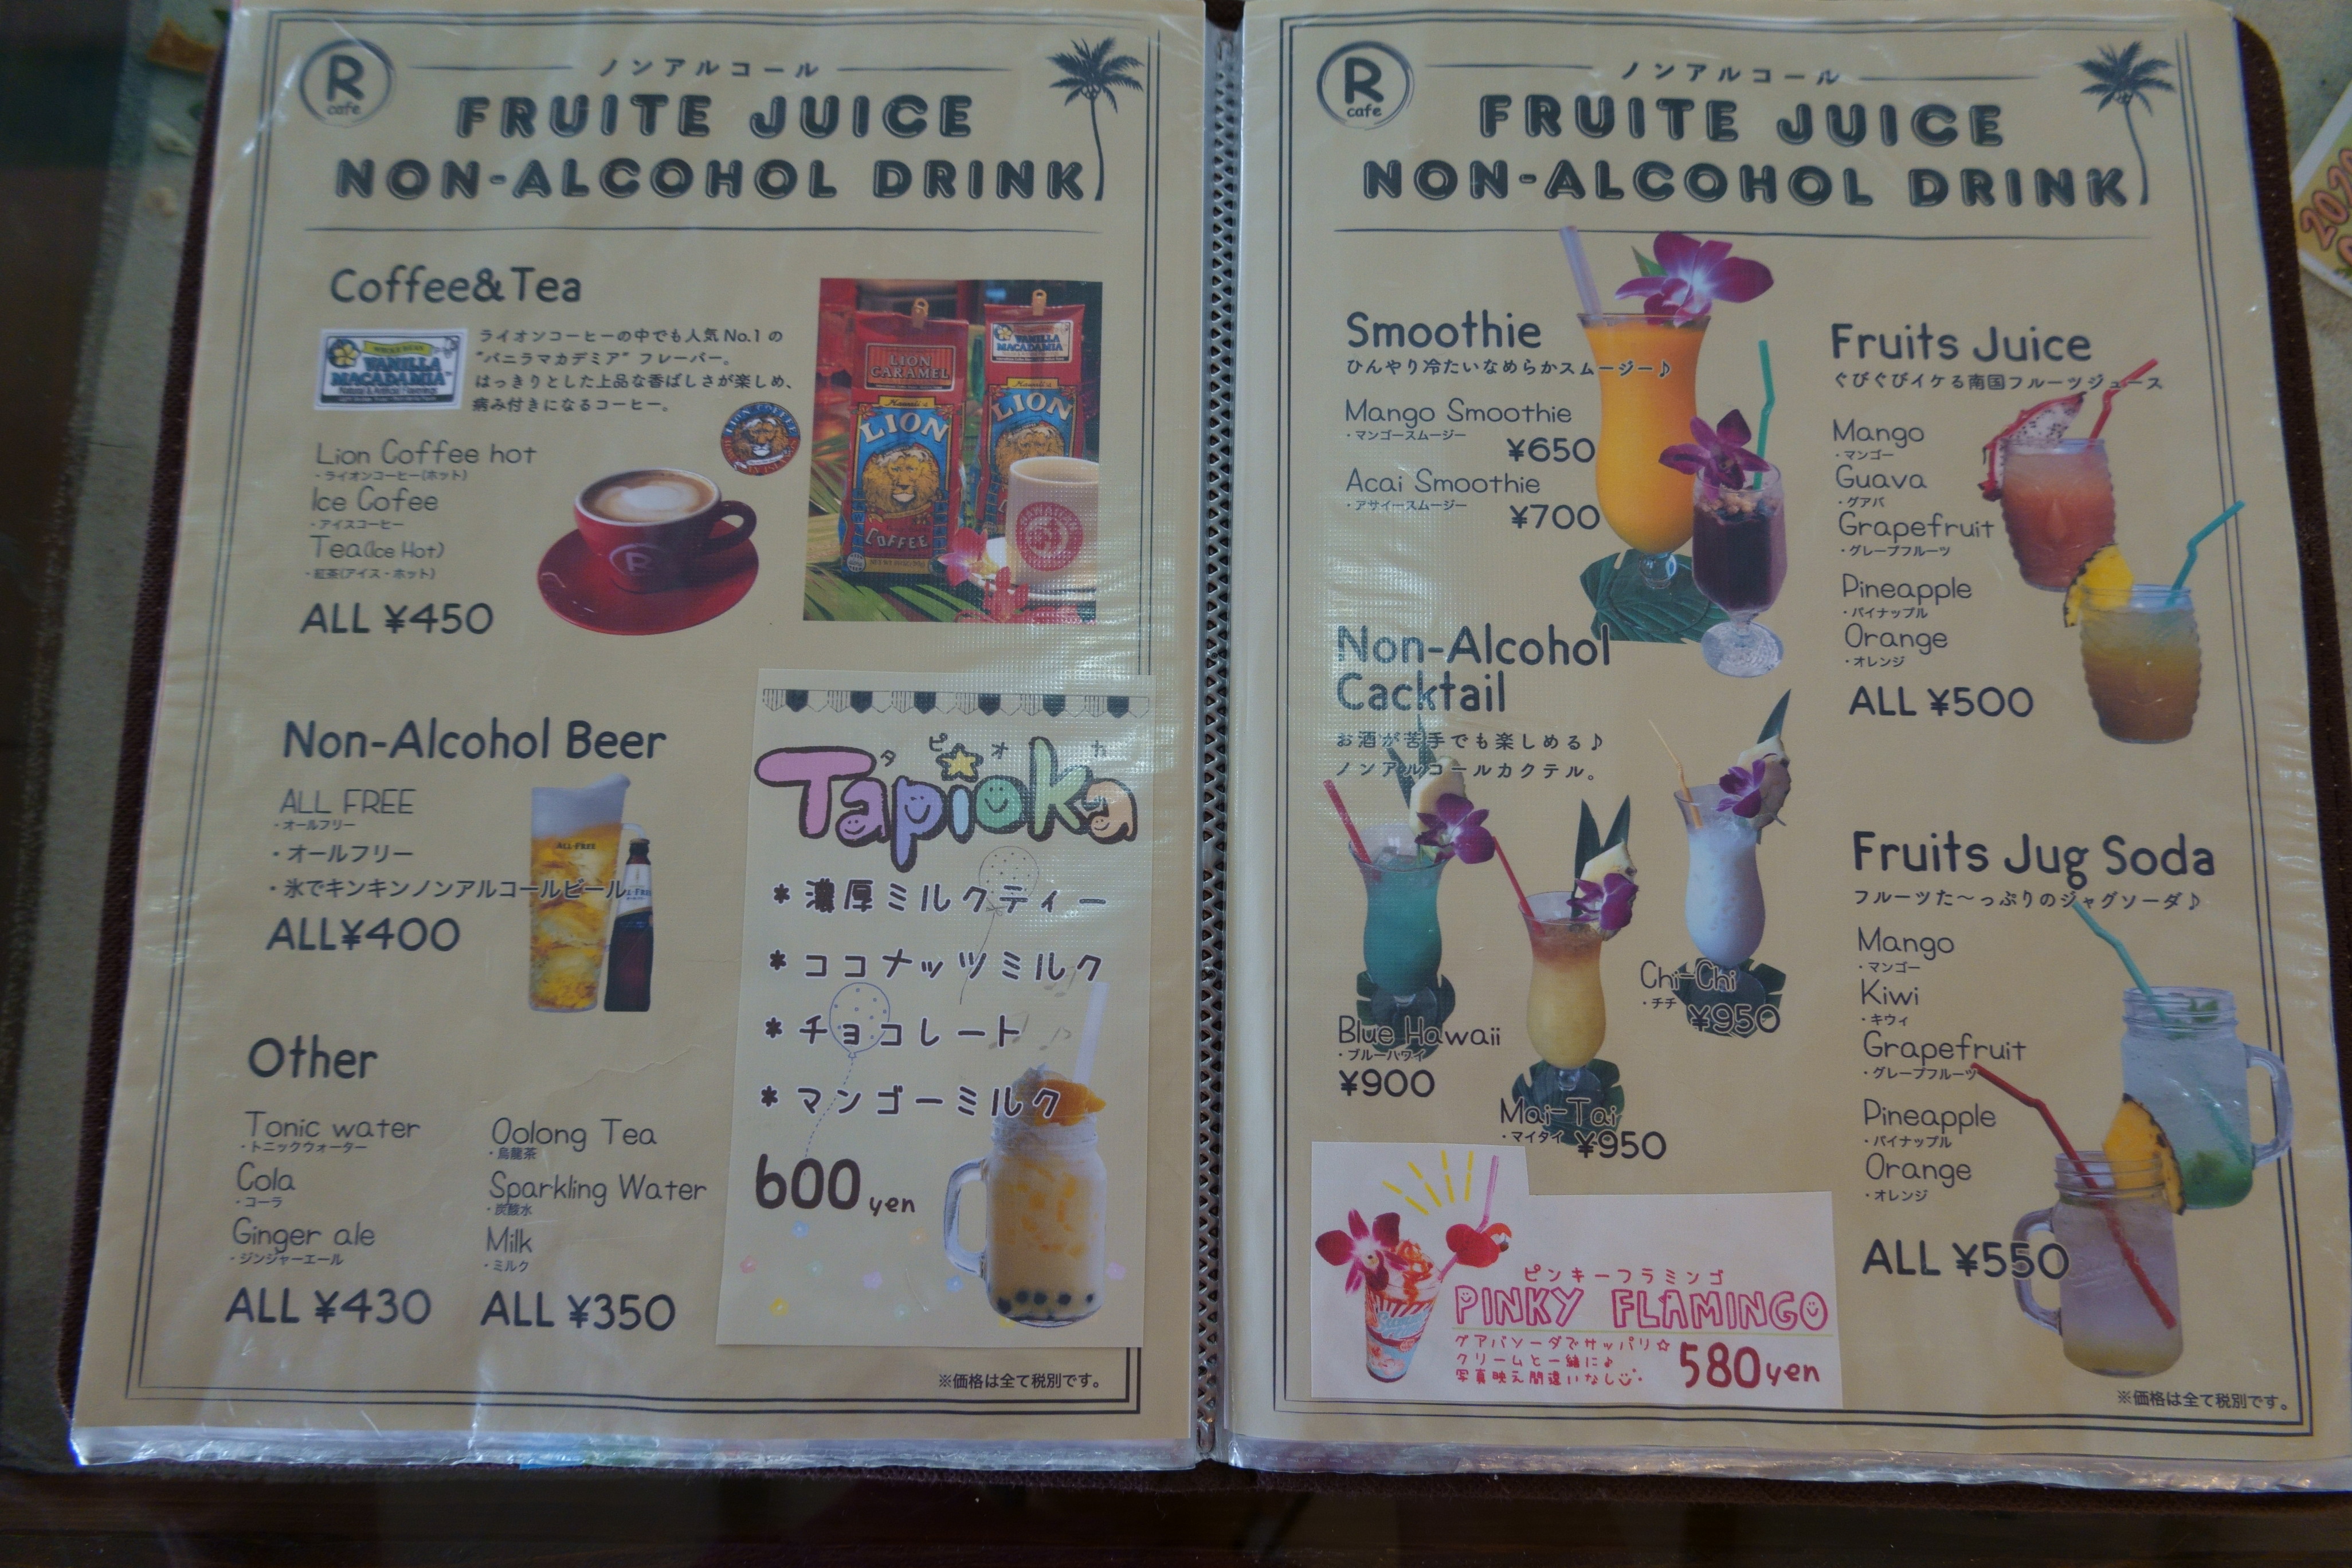 R
cafe
ノンアルコール
FRUITE JUICE
NON-ALCOHOL DRINK
Coffee&Tea
VANILLA
MACADAMIA
ライオンコーヒーの中でも人気 No.1 の
"バニラマカデミア" フレーバー。
はっきりとした上品な香ばしさが楽しめ、
病み付きになるコーヒー。
LION COFFEE
Lion Coffee hot
・ライオンコーヒー(ホット)
Ice Cofee
・アイスコーヒー
Tea(Ice Hot)
・紅茶(アイス・ホット)
ALL ¥450
R
LION
CARAMEL
VANILLA
MACADAMIA
Hawaii's
LION
COFFEE
LION
Non-Alcohol Beer
ALL FREE
・オールフリー
・オールフリー
・氷でキンキンノンアルコールビール
ALL¥400
ALL-FREE
Other
Tonic water
・トニックウォーター
Cola
・コーラ
Ginger ale
・ジンジャーエール
ALL ¥430
Oolong Tea
・烏龍茶
Sparkling Water
・炭酸水
Milk
・ミルク
ALL ¥350
タピオカ
Tapioka
* 濃厚ミルクティー
* ココナッツミルク
* チョコレート
* マンゴーミルク
600 yen
※価格は全て税別です。
R
cafe
ノンアルコール
FRUITE JUICE
NON-ALCOHOL DRINK
Smoothie
ひんやり冷たいなめらかスムージー♪
Mango Smoothie
・マンゴースムージー
¥650
Acai Smoothie
・アサイースムージー
¥700
Non-Alcohol
Cacktail
お酒が苦手でも楽しめる♪
ノンアルコールカクテル。
Blue Hawaii
・ブルーハワイ
¥900
Mai-Tai
・マイタイ ¥950
Chi-Chi
・チチ ¥950
ピンキーフラミンゴ
PINKY FLAMINGO
グアバソーダでサッパリ☆
クリームと一緒に♪
写真映え間違いなし
580yen
Fruits Juice
ぐびぐびイケる南国フルーツジュース
Mango
・マンゴー
Guava
・グアバ
Grapefruit
・グレープフルーツ
Pineapple
・パイナップル
Orange
・オレンジ
ALL ¥500
Fruits Jug Soda
フルーツた〜っぷりのジャグソーダ♪
Mango
・マンゴー
Kiwi
・キウィ
Grapefruit
・グレープフルーツ
Pineapple
・パイナップル
Orange
・オレンジ
ALL ¥550
※価格は全て税別です。